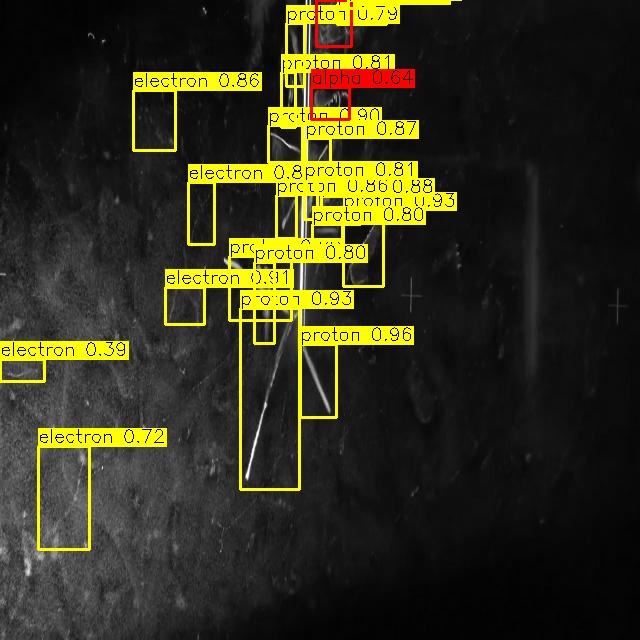 proton 0.79
proton 0.81
alpha 0.64
electron 0.86
0.90
proton 0.87
electron 0.8
proton 0.81
0.86 0.88
proton 0.93
proton 0.80
proton 0.80
electron 0.91
proton 0.93
proton 0.96
electron 0.39
electron 0.72